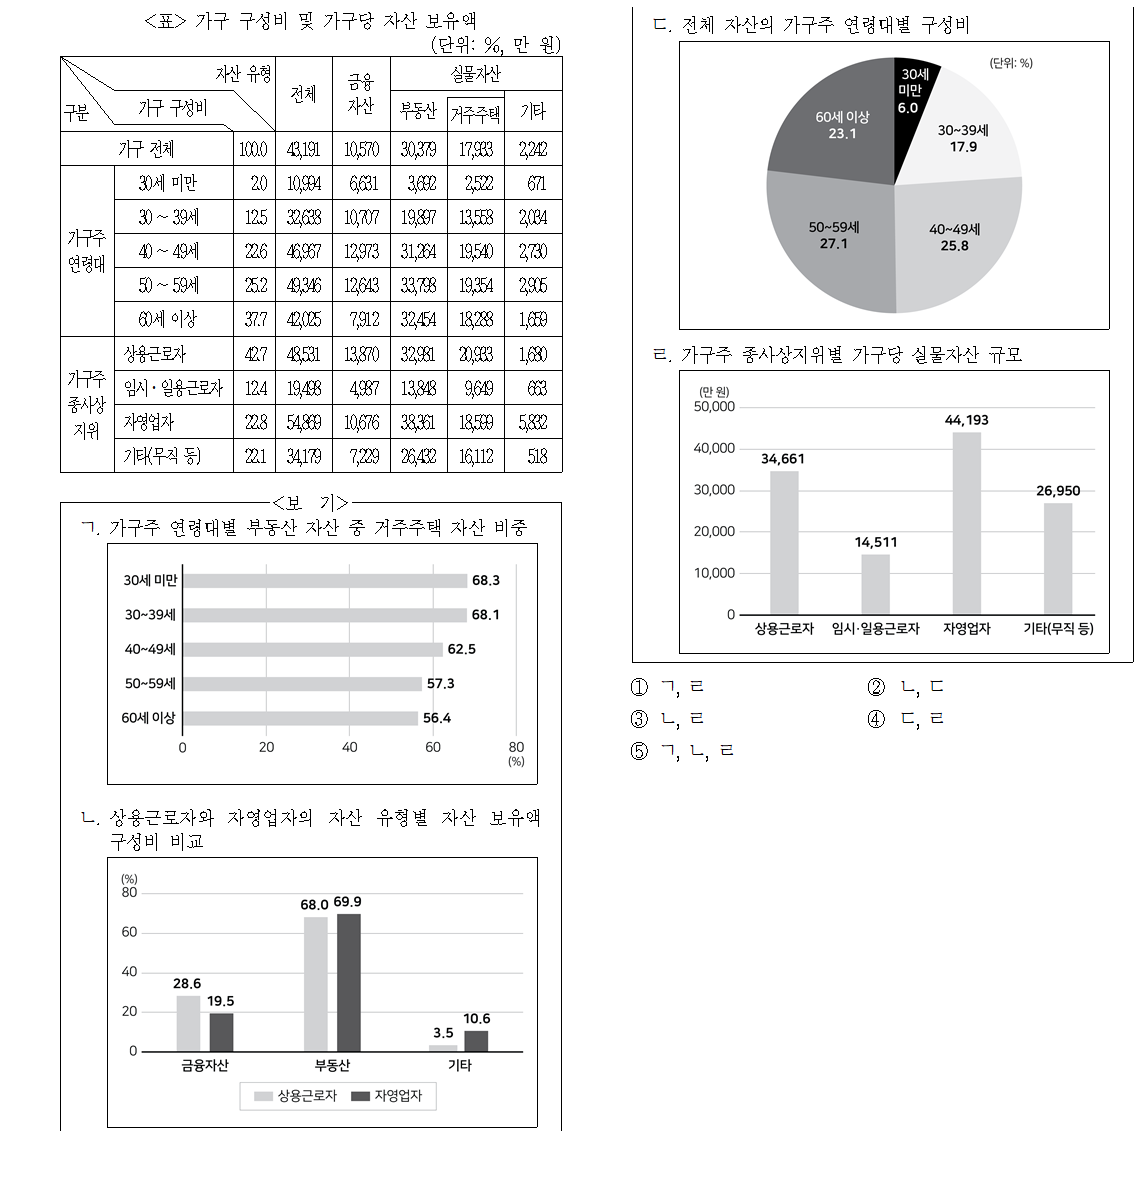 <표> 가구 구성비 및 가구당 자산 보유액
(단위: %, 만 원)
자산 유형
가구 구성비
구분
전체
금융
자산
실물자산
부동산
거주주택
기타
가구 전체 100.0 43,191 10,570 30,379 17,933 2,242
가구주
연령대
30세 미만 2.0 10,994 6,631 3,692 2,522 671
30 ~ 39세 12.5 32,638 10,707 19,897 13,558 2,034
40 ~ 49세 22.6 46,967 12,973 31,264 19,540 2,730
50 ~ 59세 25.2 49,346 12,643 33,798 19,354 2,905
60세 이상 37.7 42,025 7,912 32,454 18,288 1,659
가구주
종사상
지위
상용근로자 42.7 48,531 13,870 32,981 20,933 1,680
임시·일용근로자 12.4 19,498 4,987 13,848 9,649 663
자영업자 22.8 54,869 10,676 38,361 18,599 5,832
기타(무직 등) 22.1 34,179 7,229 26,432 16,112 518
<보 기>
ㄱ. 가구주 연령대별 부동산 자산 중 거주주택 자산 비중
30세 미만 68.3
30~39세 68.1
40~49세 62.5
50~59세 57.3
60세 이상 56.4
0 20 40 60 80
(%)
ㄴ. 상용근로자와 자영업자의 자산 유형별 자산 보유액
구성비 비교
(%)
80
60
40
20
0
28.6 19.5
68.0 69.9
3.5 10.6
금융자산 부동산 기타
상용근로자 자영업자
ㄷ. 전체 자산의 가구주 연령대별 구성비
(단위: %)
30세
미만
6.0
30~39세
17.9
40~49세
25.8
50~59세
27.1
60세 이상
23.1
ㄹ. 가구주 종사상지위별 가구당 실물자산 규모
(만 원)
50,000
40,000
30,000
20,000
10,000
0
34,661
14,511
44,193
26,950
상용근로자 임시·일용근로자 자영업자 기타(무직 등)
① ㄱ, ㄹ
② ㄴ, ㄷ
③ ㄴ, ㄹ
④ ㄷ, ㄹ
⑤ ㄱ, ㄴ, ㄹ